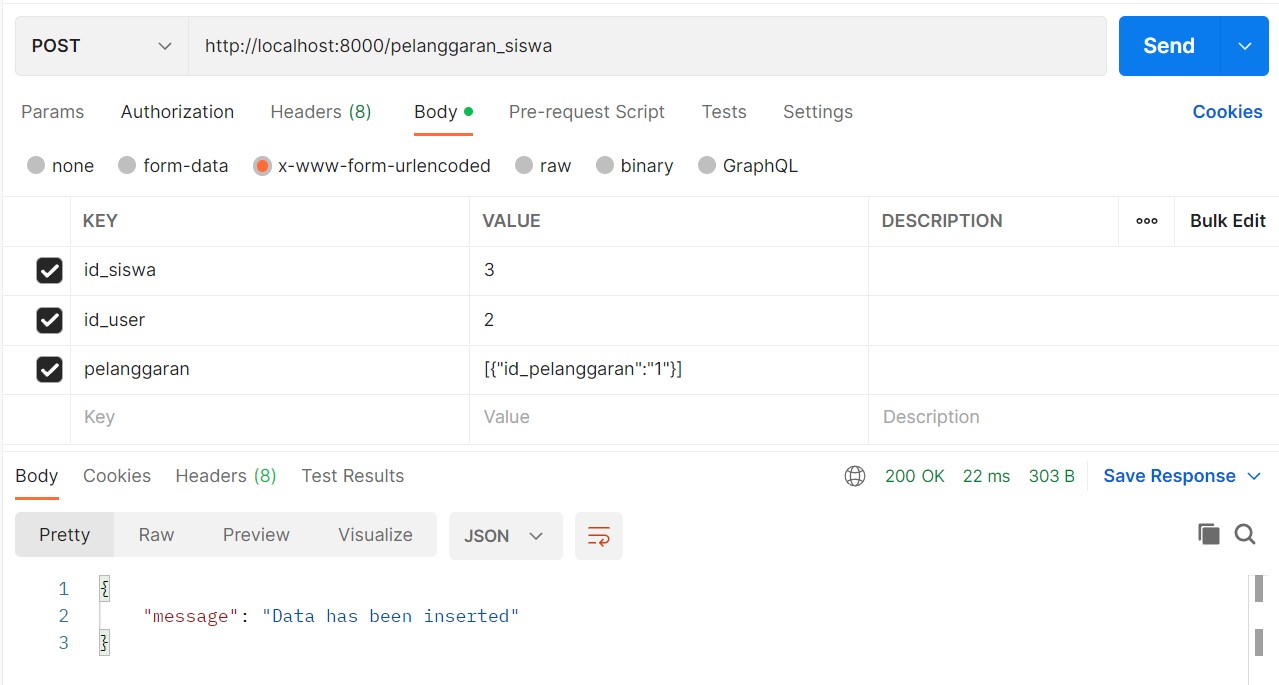 POST http://localhost:8000/pelanggaran_siswa Send
Params Authorization Headers (8) Body Pre-request Script Tests Settings Cookies
none form-data x-www-form-urlencoded raw binary GraphQL
KEY VALUE DESCRIPTION ooo Bulk Edit
id_siswa 3
id_user 2
pelanggaran [{"id_pelanggaran":"1"}]
Key Value Description
Body Cookies Headers (8) Test Results 200 OK 22 ms 303 B Save Response
Pretty Raw Preview Visualize JSON
1 {
2 "message": "Data has been inserted"
3 }